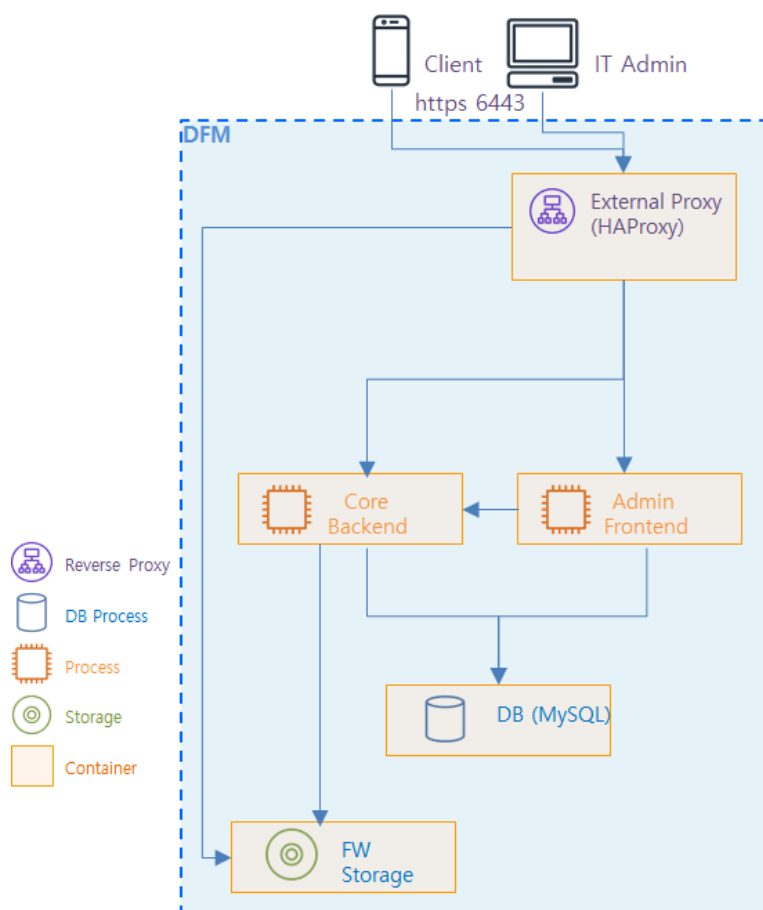 Client
IT Admin
https 6443
DFM
External Proxy
(HAProxy)
Core
Backend
Admin
Frontend
Reverse Proxy
DB Process
Process
Storage
Container
DB (MySQL)
FW
Storage